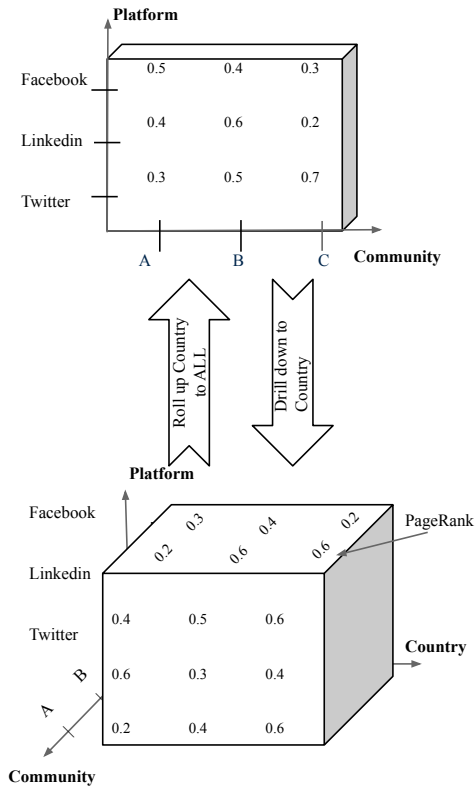 Platform
0.5 0.4 0.3
Facebook
0.4 0.6 0.2
Linkedin
0.3 0.5 0.7
Twitter
A B C
Community
Roll up Country
to ALL
Drill down to
Country
Platform
Facebook
0.3 0.4 0.2
PageRank
0.2 0.6 0.6
Linkedin
0.4 0.5 0.6
Twitter
Country
B
0.6 0.3 0.4
A
0.2 0.4 0.6
Community